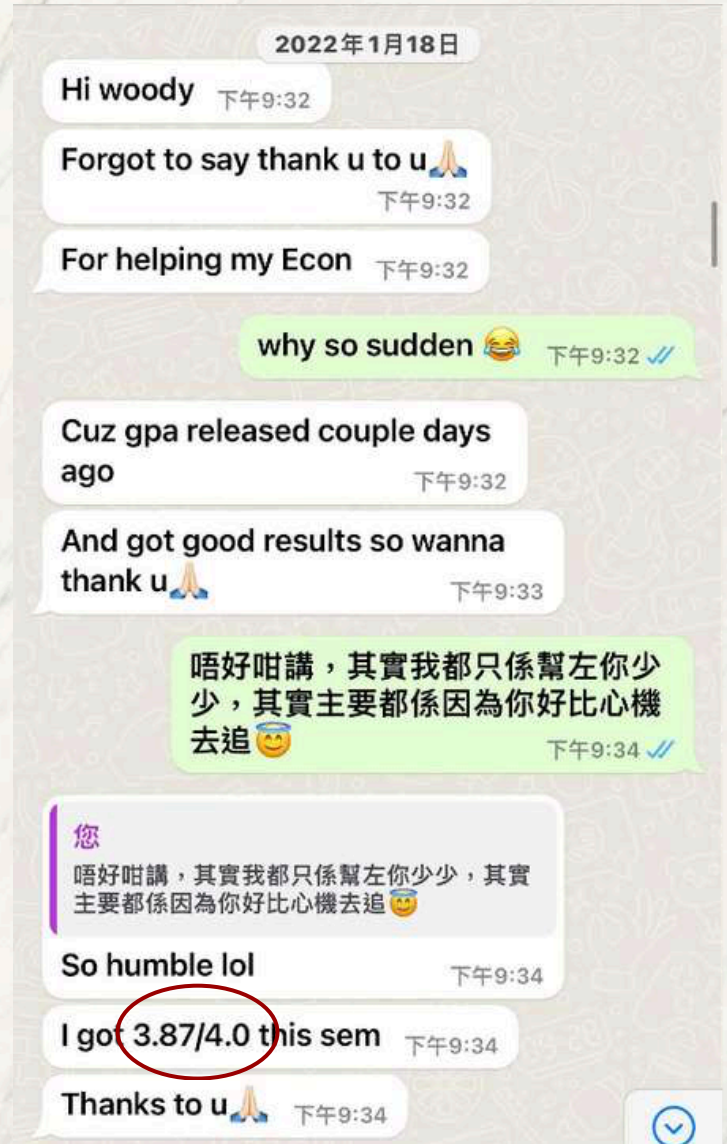 2022年1月18日
Hi woody 下午9:32
Forgot to say thank u to u🙏🏻
下午9:32
For helping my Econ 下午9:32
why so sudden 😂 下午9:32
Cuz gpa released couple days
ago 下午9:32
And got good results so wanna
thank u🙏🏻 下午9:33
唔好咁講，其實我都只係幫左你少
少，其實主要都係因為你好比心機
去追😇 下午9:34
您
唔好咁講，其實我都只係幫左你少少，其實
主要都係因為你好比心機去追😇
So humble lol 下午9:34
I got 3.87/4.0 this sem 下午9:34
Thanks to u🙏🏻 下午9:34